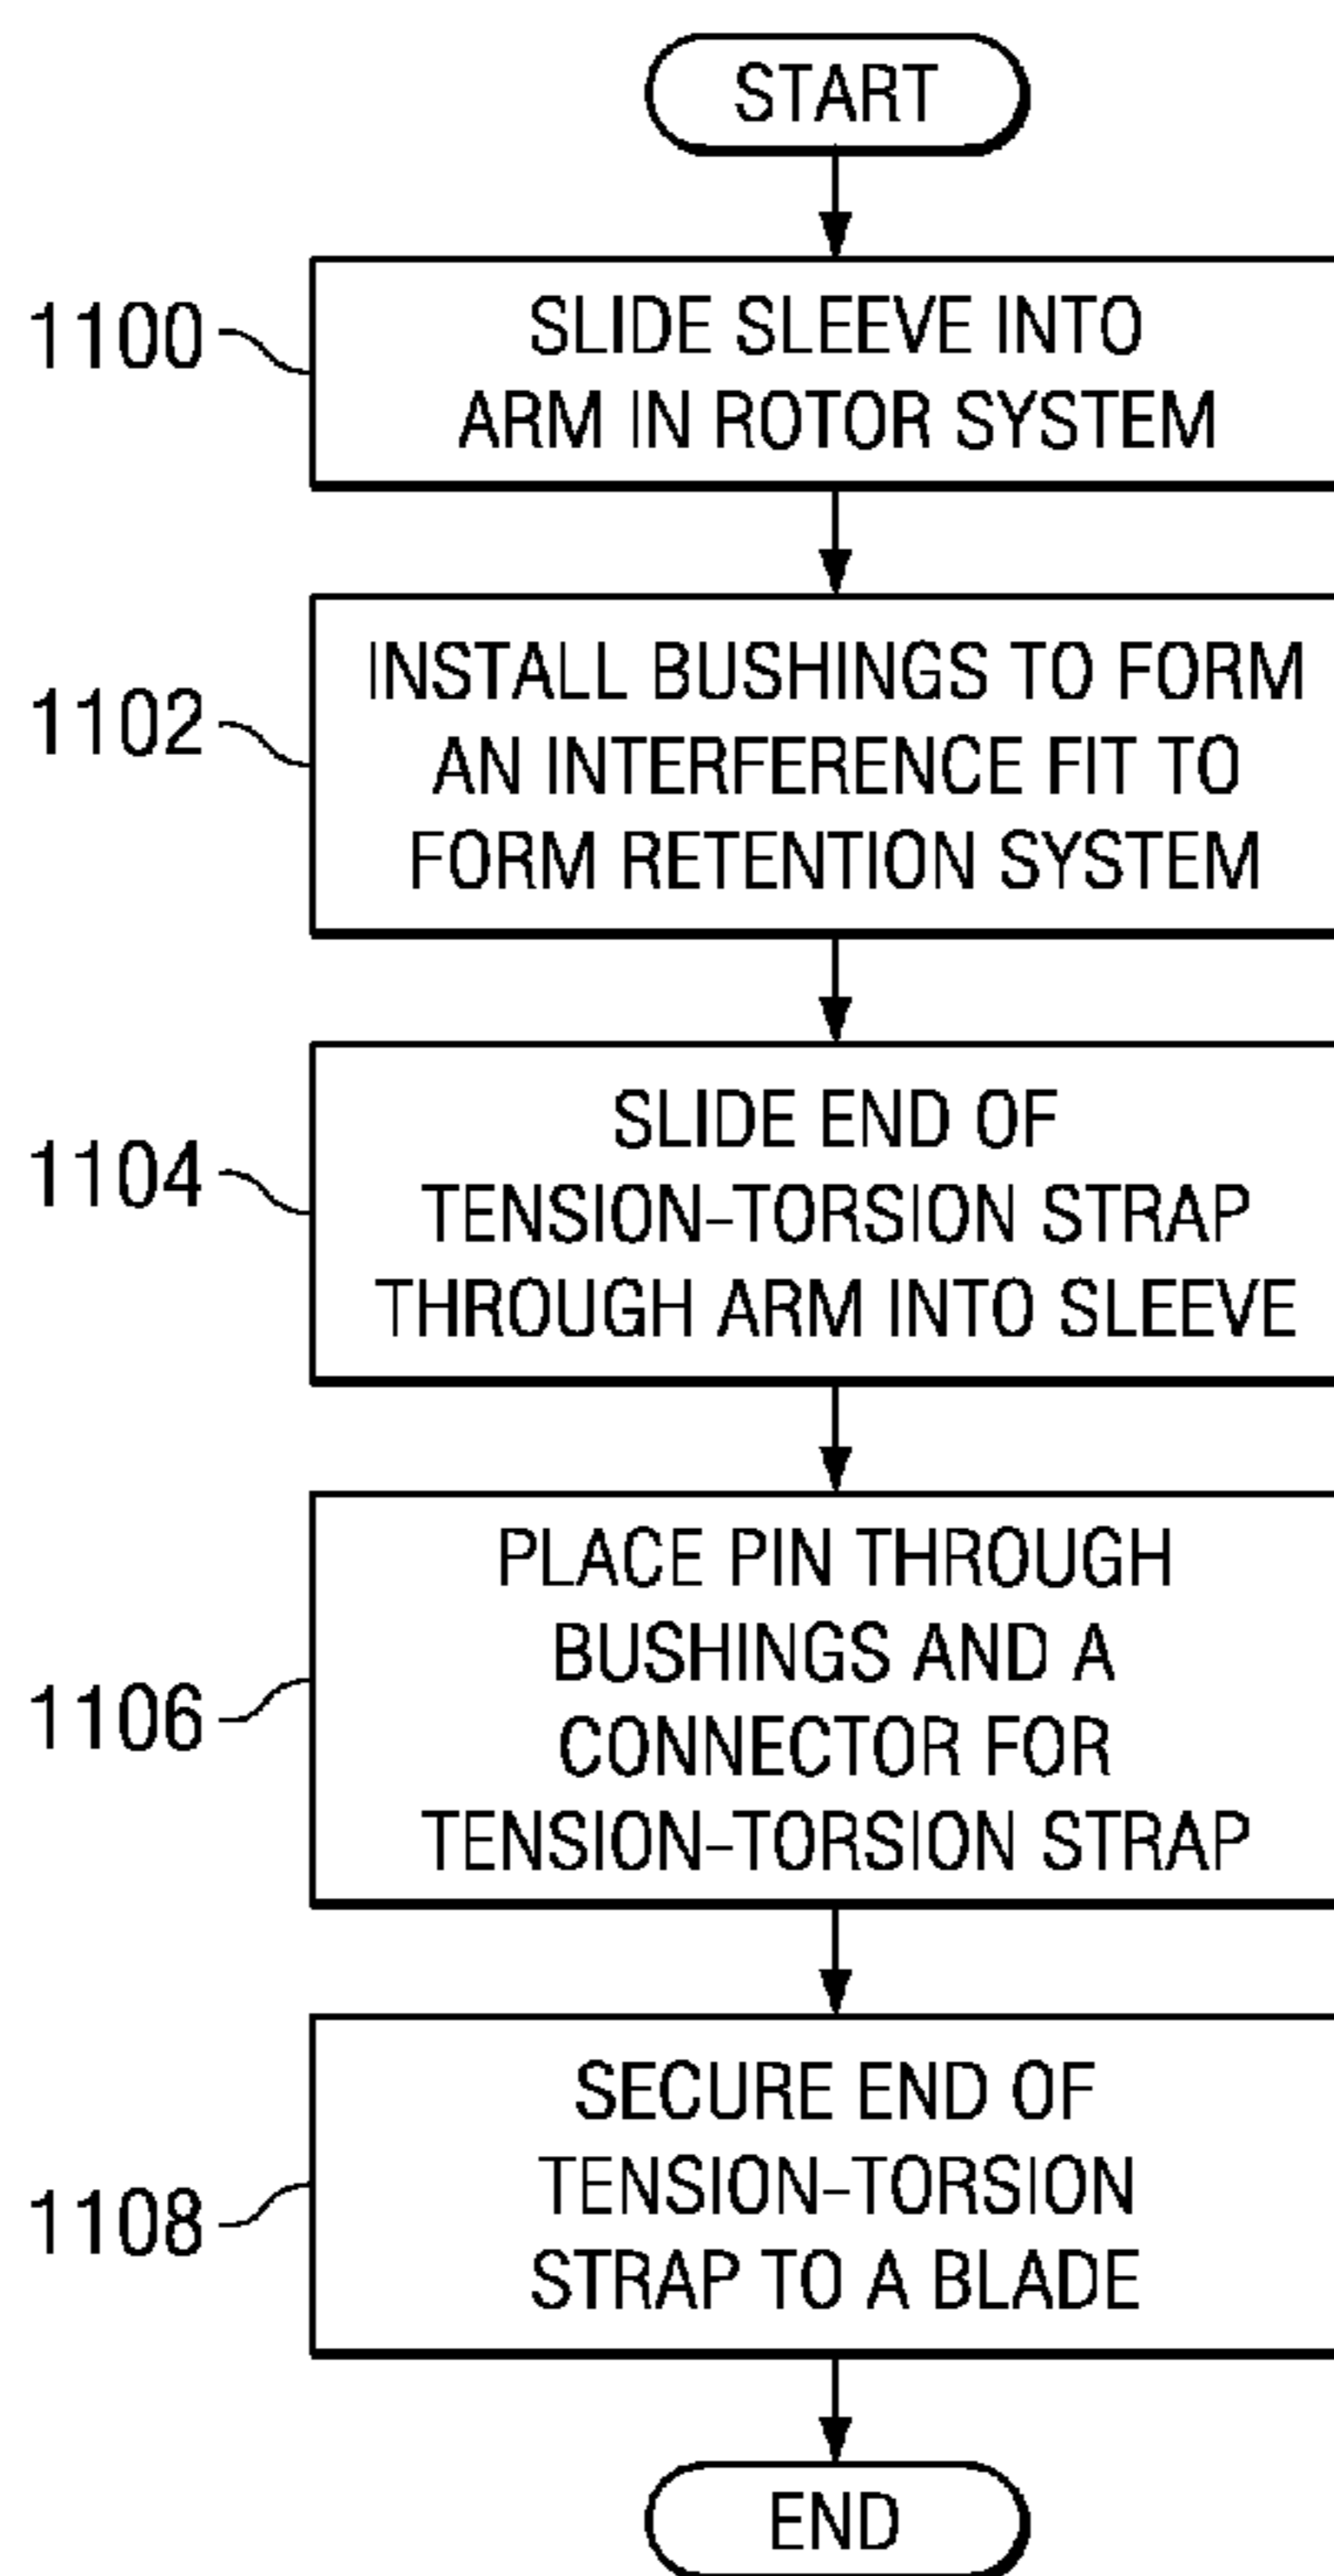 START
1100
SLIDE SLEEVE INTO
ARM IN ROTOR SYSTEM
1102
INSTALL BUSHINGS TO FORM
AN INTERFERENCE FIT TO
FORM RETENTION SYSTEM
1104
SLIDE END OF
TENSION-TORSION STRAP
THROUGH ARM INTO SLEEVE
1106
PLACE PIN THROUGH
BUSHINGS AND A
CONNECTOR FOR
TENSION-TORSION STRAP
1108
SECURE END OF
TENSION-TORSION
STRAP TO A BLADE
END